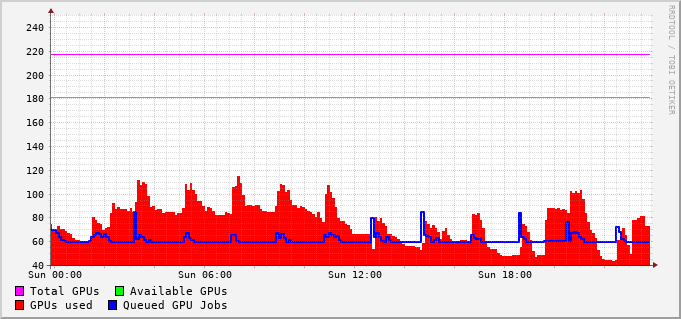 240
220
200
180
160
140
120
100
80
60
40
Sun 00:00 Sun 06:00 Sun 12:00 Sun 18:00
Total GPUs Available GPUs
GPUs used Queued GPU Jobs
RRDTOOL / TOBI OETIKER